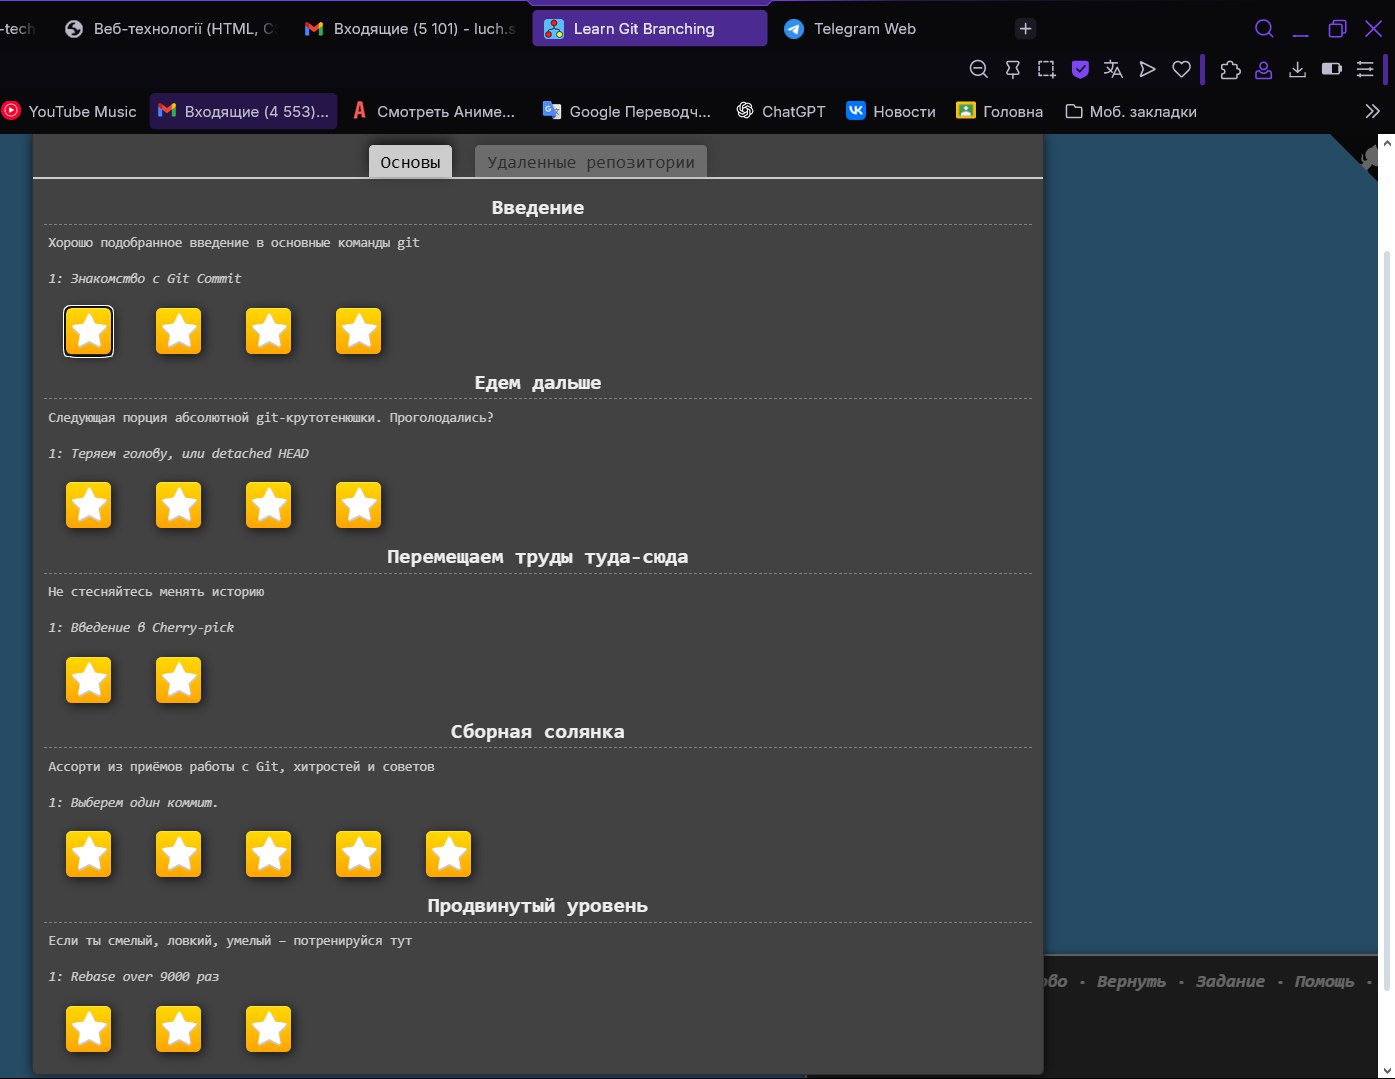 -tech
Веб-технології (HTML, C
Входящие (5 101) - luch.s
Learn Git Branching
Telegram Web
YouTube Music
Входящие (4 553)...
Смотреть Аниме...
Google Переводч...
ChatGPT
Новости
Головна
Моб. закладки
Основы
Удаленные репозитории
Введение
Хорошо подобранное введение в основные команды git
1: Знакомство с Git Commit
Едем дальше
Следующая порция абсолютной git-крутотенюшки. Проголодались?
1: Теряем голову, или detached HEAD
Перемещаем труды туда-сюда
Не стесняйтесь менять историю
1: Введение в Cherry-pick
Сборная солянка
Ассорти из приёмов работы с Git, хитростей и советов
1: Выберем один коммит.
Продвинутый уровень
Если ты смелый, ловкий, умелый – потренируйся тут
1: Rebase over 9000 раз
ово · Вернуть · Задание · Помощь ·